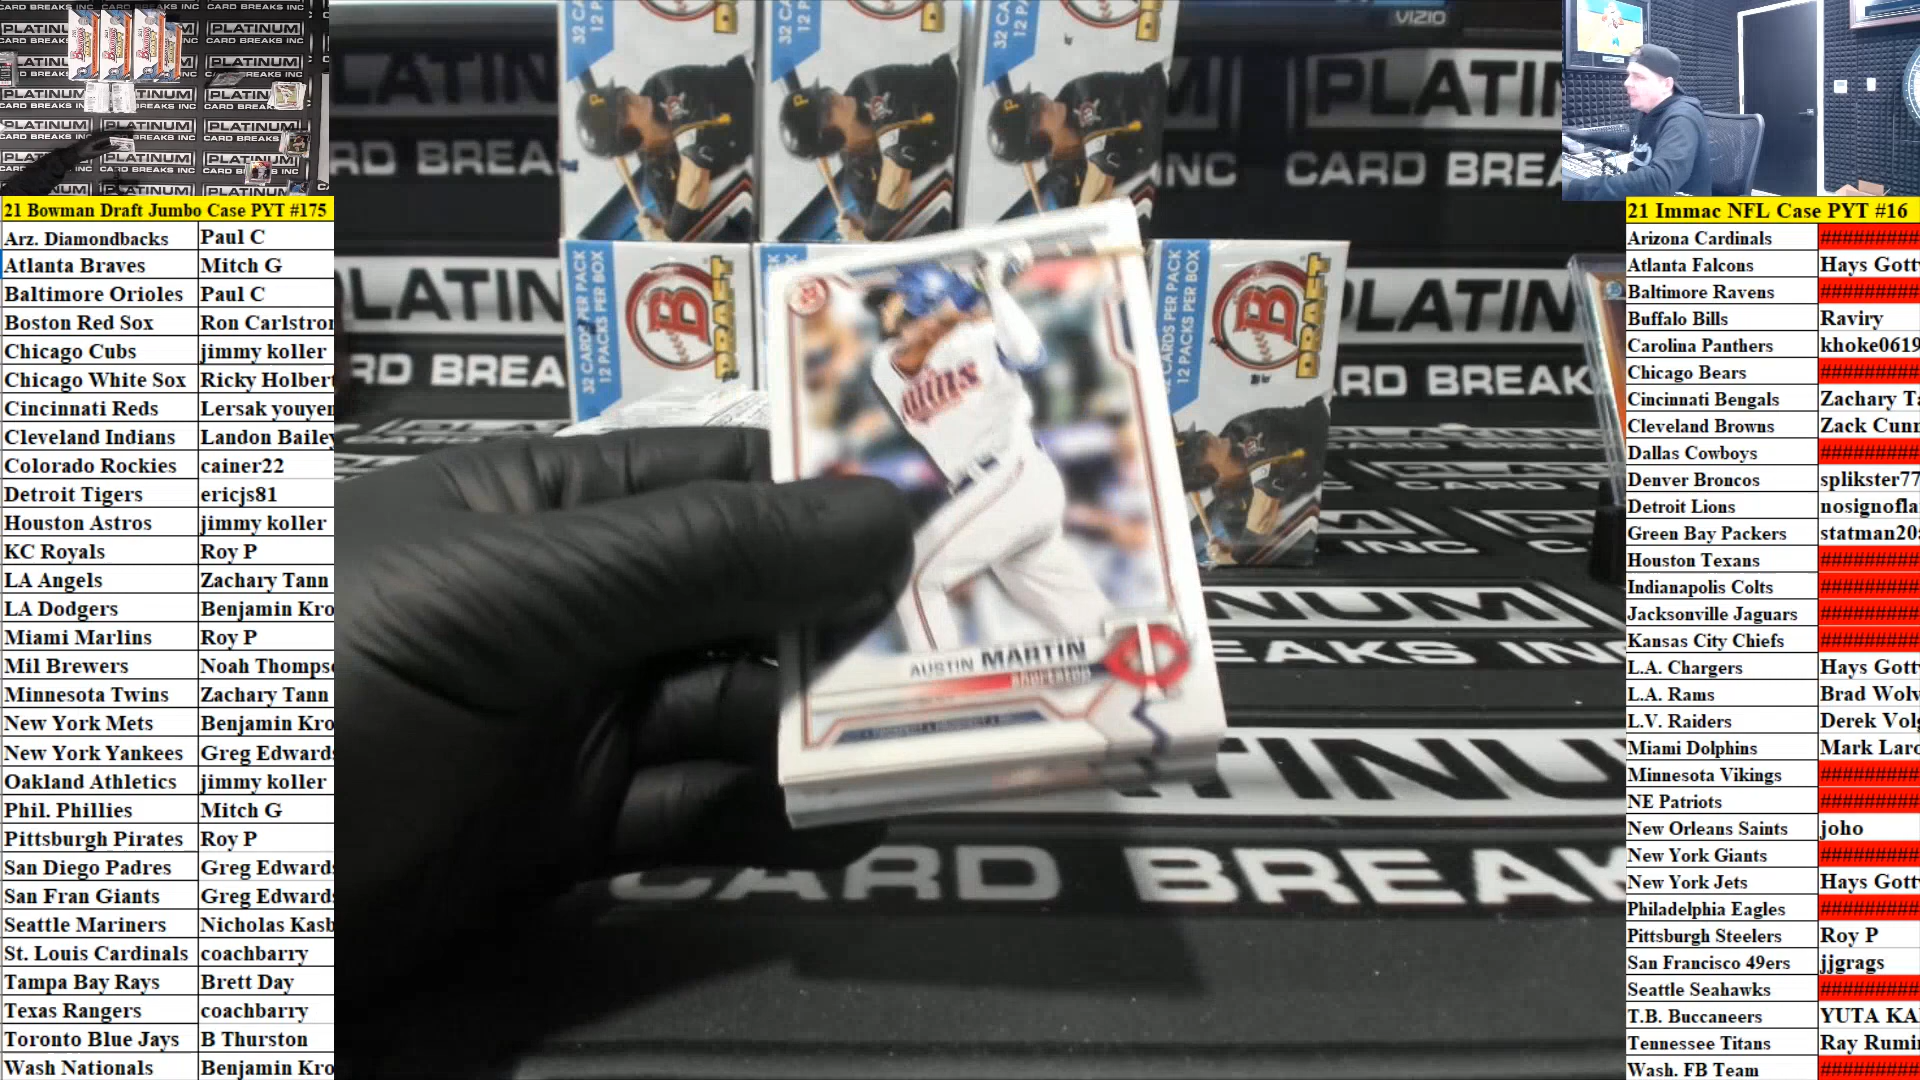 21 Bowman Draft Jumbo Case PYT #175
Arz. Diamondbacks Paul C
Atlanta Braves Mitch G
Baltimore Orioles Paul C
Boston Red Sox Ron Carlstror
Chicago Cubs jimmy koller
Chicago White Sox Ricky Holbert
Cincinnati Reds Lersak youyen
Cleveland Indians Landon Bailey
Colorado Rockies cainer22
Detroit Tigers ericjs81
Houston Astros jimmy koller
KC Royals Roy P
LA Angels Zachary Tann
LA Dodgers Benjamin Kro
Miami Marlins Roy P
Mil Brewers Noah Thompso
Minnesota Twins Zachary Tann
New York Mets Benjamin Kro
New York Yankees Greg Edwards
Oakland Athletics jimmy koller
Phil. Phillies Mitch G
Pittsburgh Pirates Roy P
San Diego Padres Greg Edwards
San Fran Giants Greg Edwards
Seattle Mariners Nicholas Kasb
St. Louis Cardinals coachbarry
Tampa Bay Rays Brett Day
Texas Rangers coachbarry
Toronto Blue Jays B Thurston
Wash Nationals Benjamin Kro
VIZIO
PLATINUM
CARD BREAKS INC
32 CARDS PER PACK
12 PACKS PER BOX
B
DRAFT
Twins
AUSTIN MARTIN
CARD BREAK
21 Immac NFL Case PYT #16
Arizona Cardinals ##########
Atlanta Falcons Hays Gotty
Baltimore Ravens ##########
Buffalo Bills Raviry
Carolina Panthers khoke0619
Chicago Bears ##########
Cincinnati Bengals Zachary Ta
Cleveland Browns Zack Cunn
Dallas Cowboys ##########
Denver Broncos splikster77
Detroit Lions nosignofla
Green Bay Packers statman20
Houston Texans ##########
Indianapolis Colts ##########
Jacksonville Jaguars ##########
Kansas City Chiefs ##########
L.A. Chargers Hays Gotty
L.A. Rams Brad Wolv
L.V. Raiders Derek Volg
Miami Dolphins Mark Laro
Minnesota Vikings ##########
NE Patriots ##########
New Orleans Saints joho
New York Giants ##########
New York Jets Hays Gotty
Philadelphia Eagles ##########
Pittsburgh Steelers Roy P
San Francisco 49ers jjgrags
Seattle Seahawks ##########
T.B. Buccaneers YUTA KA
Tennessee Titans Ray Rumi
Wash. FB Team ##########